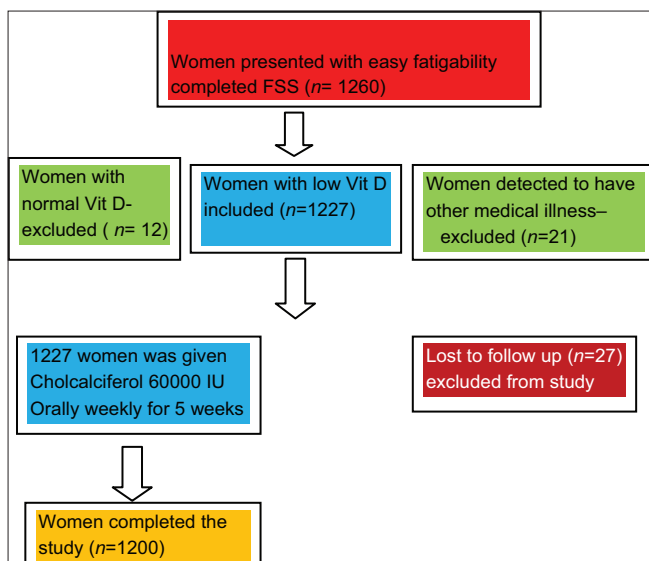 Women presented with easy fatigability
completed FSS (n= 1260)
Women with
normal Vit D-
excluded ( n= 12)
Women with low Vit D
included (n=1227)
Women detected to have
other medical illness–
excluded (n=21)
1227 women was given
Cholcalciferol 60000 IU
Orally weekly for 5 weeks
Lost to follow up (n=27)
excluded from study
Women completed the
study (n=1200)